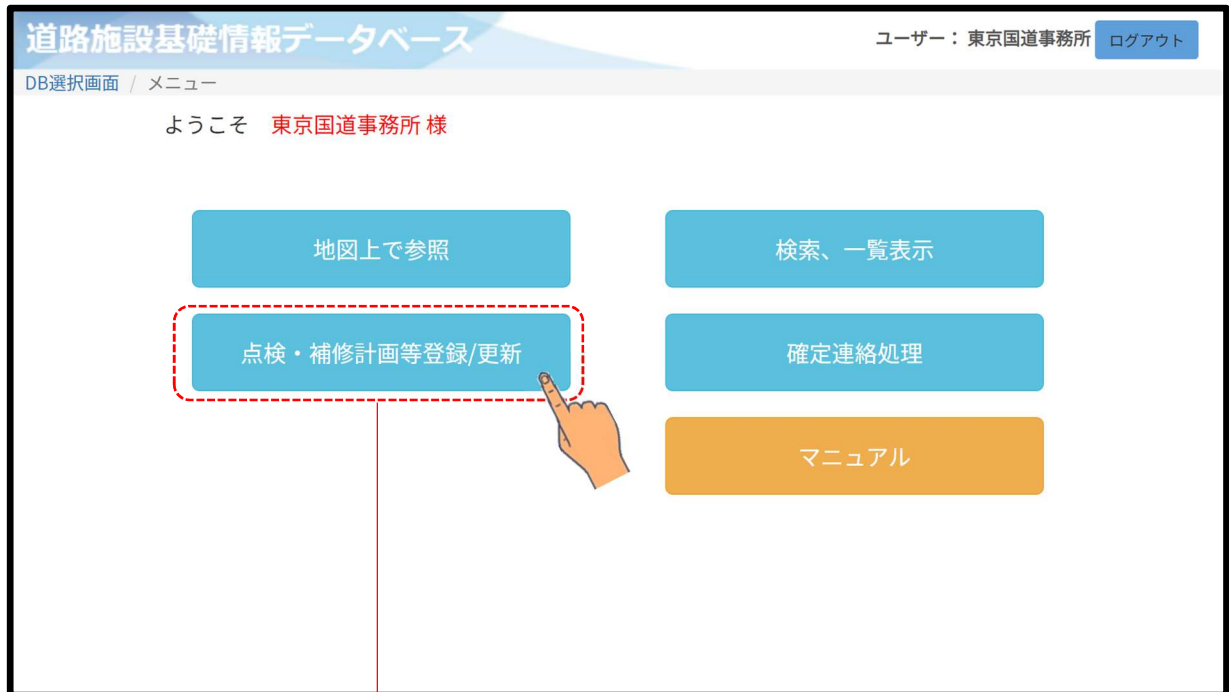 道路施設基礎情報データベース
ユーザー： 東京国道事務所 ログアウト
DB選択画面 / メニュー
ようこそ 東京国道事務所 様
地図上で参照
検索、一覧表示
点検・補修計画等登録/更新
確定連絡処理
マニュアル